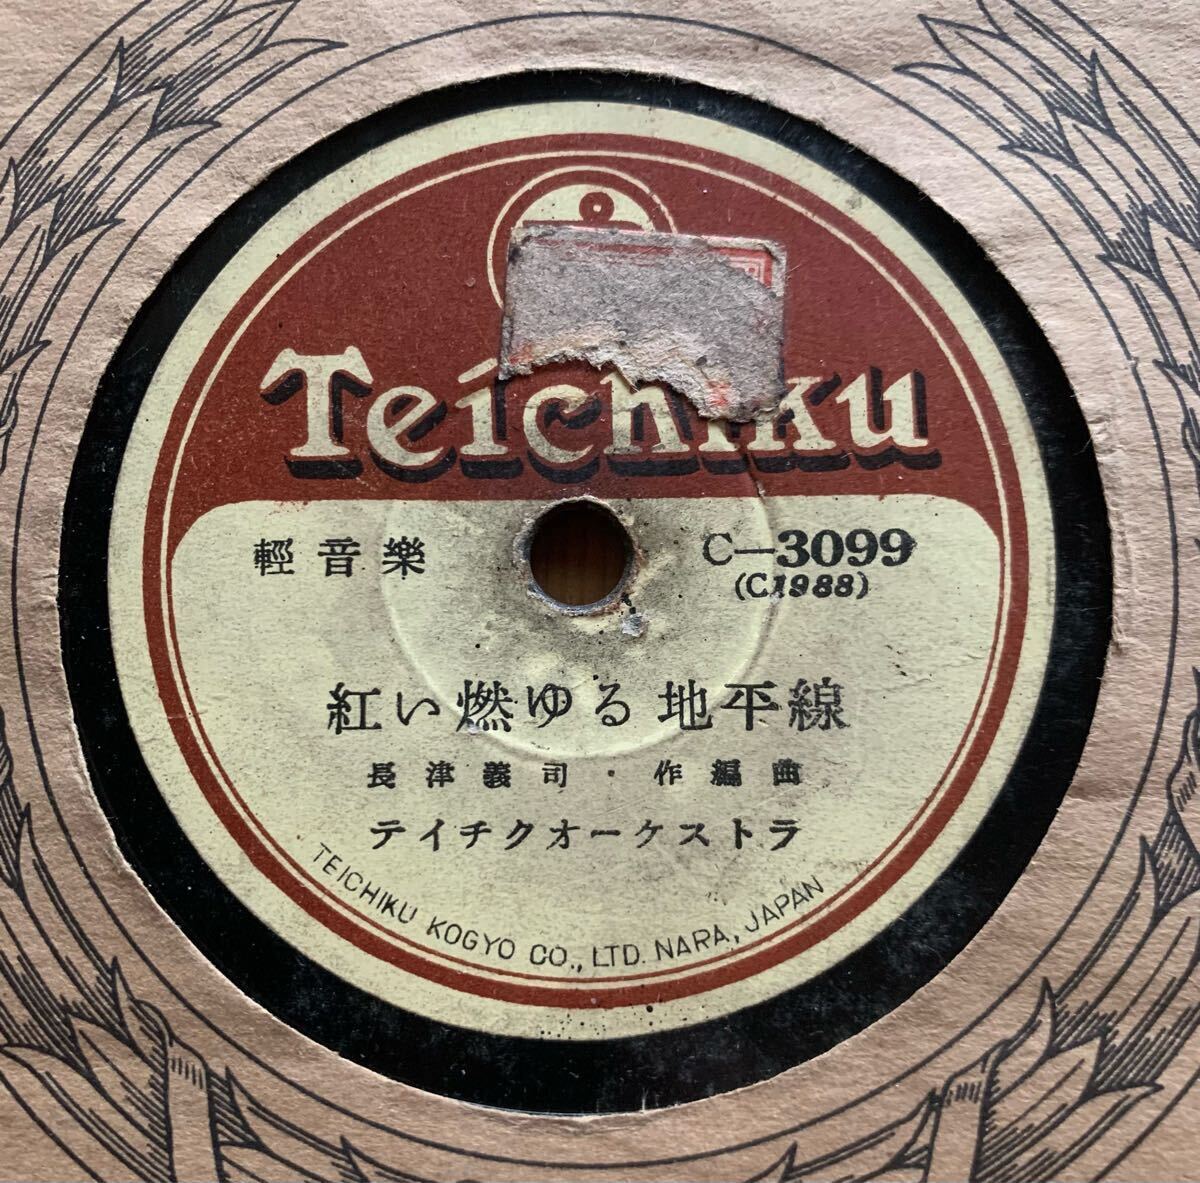 Teichiku
輕音樂
C-3099
(C1988)
紅い燃ゆる地平線
長津義司・作編曲
テイチクオーケストラ
TEICHIKU KOGYO CO., LTD. NARA, JAPAN